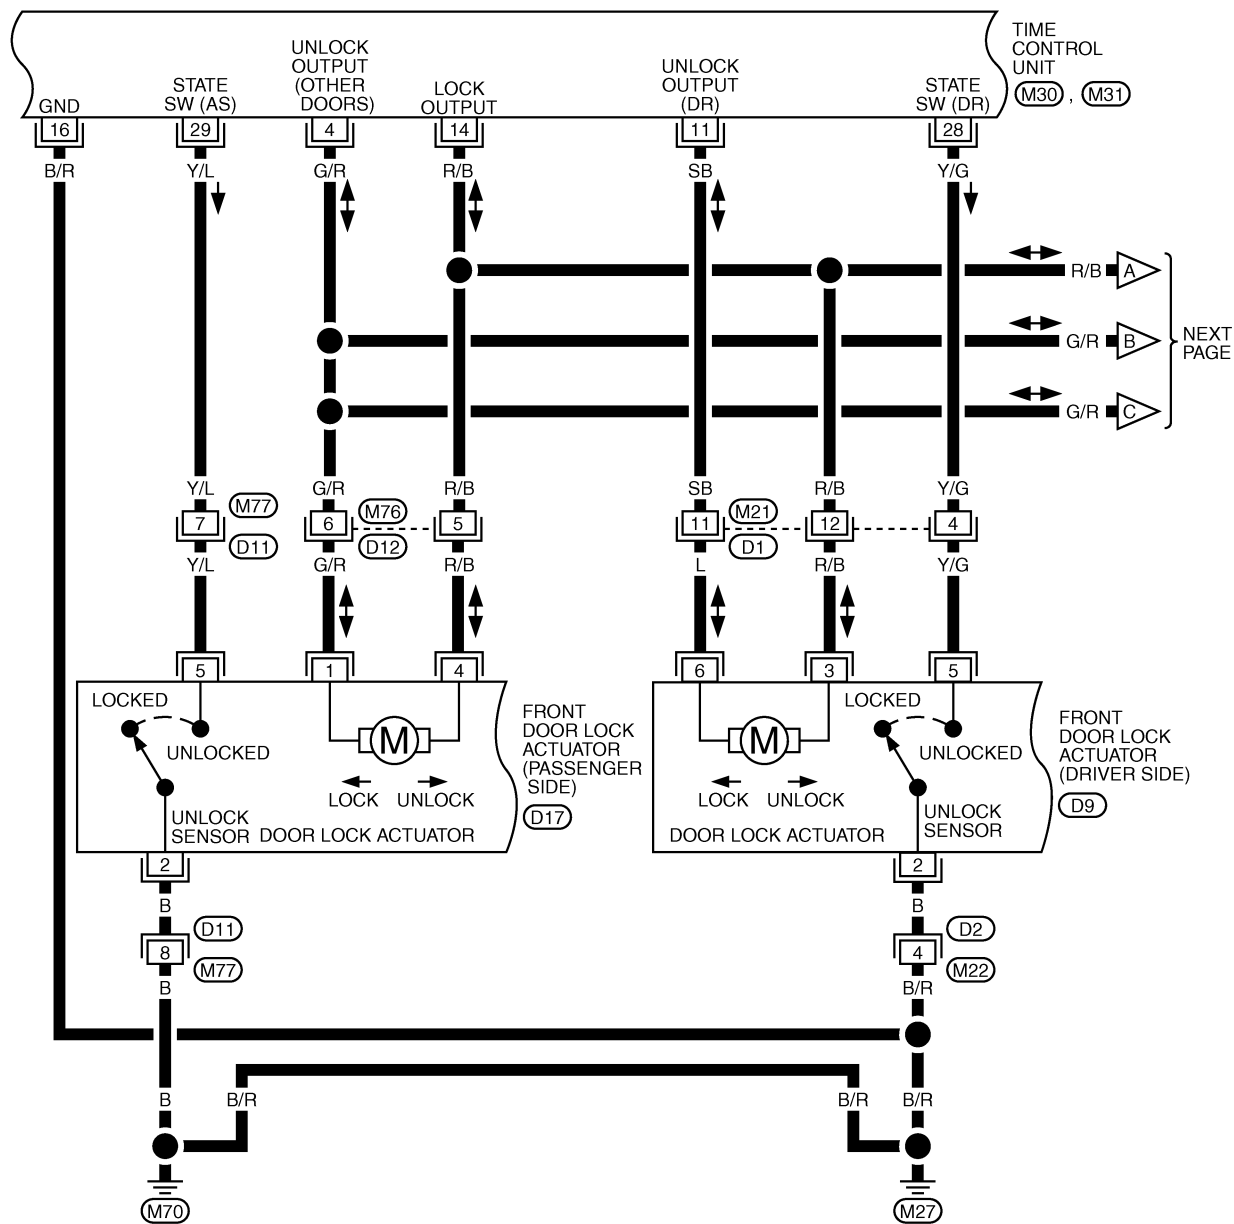 TIME
CONTROL
UNIT
M30 , M31
GND
STATE
SW (AS)
UNLOCK
OUTPUT
(OTHER
DOORS)
LOCK
OUTPUT
UNLOCK
OUTPUT
(DR)
STATE
SW (DR)
16 29 4 14 11 28
B/R Y/L G/R R/B SB Y/G
R/B A
G/R B
G/R C
NEXT
PAGE
Y/L G/R R/B SB R/B Y/G
M77 M76 M21
7 6 5 11 12 4
D11 D12 D1
Y/L G/R R/B L R/B Y/G
5 1 4 6 3 5
LOCKED
UNLOCKED
M
LOCK UNLOCK
UNLOCK
SENSOR
DOOR LOCK ACTUATOR
FRONT
DOOR LOCK
ACTUATOR
(PASSENGER
SIDE)
D17
LOCKED
UNLOCKED
M
LOCK UNLOCK
UNLOCK
SENSOR
DOOR LOCK ACTUATOR
FRONT
DOOR LOCK
ACTUATOR
(DRIVER SIDE)
D9
2 2
B B
D11 D2
8 4
M77 M22
B B/R
B B/R B/R B/R
M70 M27